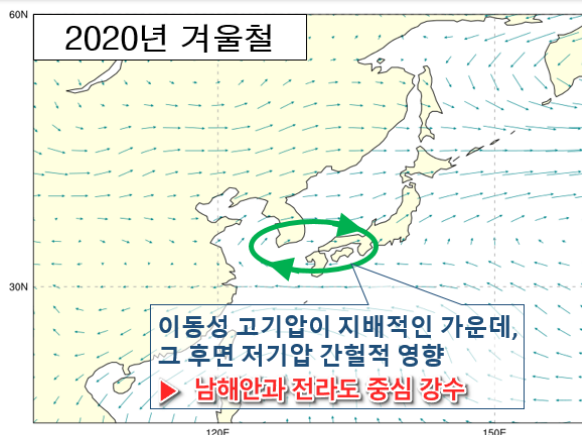 60N
2020년 겨울철
30N
이동성 고기압이 지배적인 가운데,
그 후면 저기압 간헐적 영향
▶ 남해안과 전라도 중심 강수
120E
150E